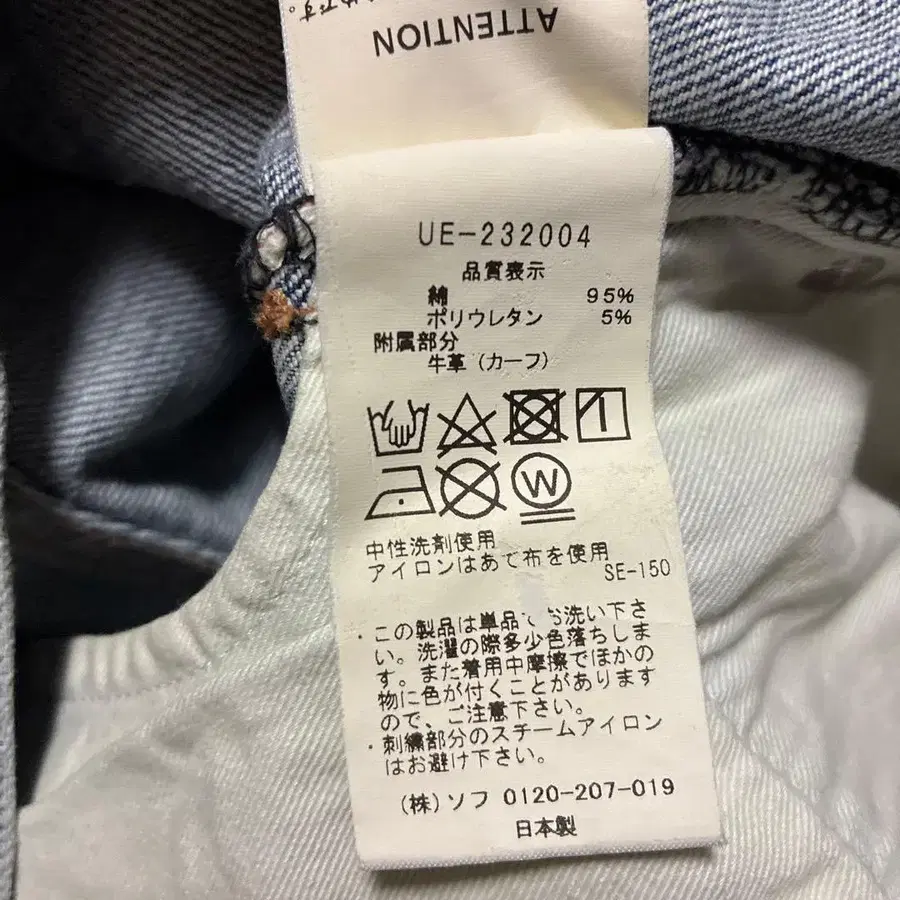 です。
ATTENTION
UE-232004
品質表示
綿 95%
ポリウレタン 5%
附属部分
牛革(カーフ)
W
中性洗剤使用
アイロンはあて布を使用
SE-150
・この製品は単品でお洗い下さ
い。洗濯の際多少色落ちしま
す。また着用中摩擦でほかの
物に色が付くことがあります
ので、ご注意下さい。
・刺繍部分のスチームアイロン
はお避け下さい。
(株)ソフ 0120-207-019
日本製